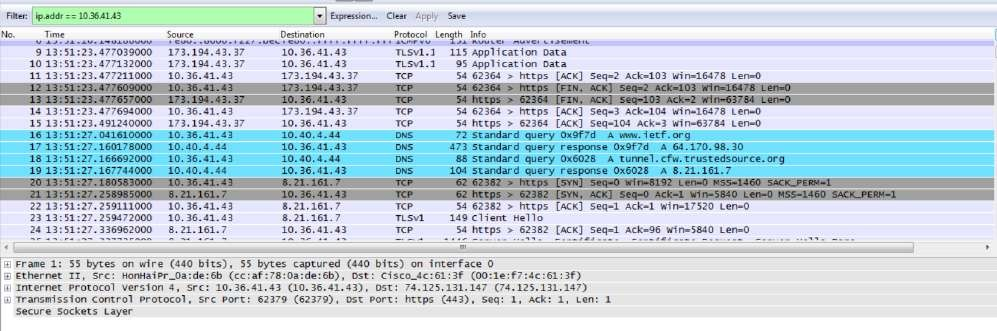 Filter: ip.addr == 10.36.41.43 Expression... Clear Apply Save
No. Time Source Destination Protocol Length Info
9 13:51:23.477039000 173.194.43.37 10.36.41.43 TLSv1.1 115 Application Data
10 13:51:23.477132000 173.194.43.37 10.36.41.43 TLSv1.1 95 Application Data
11 13:51:23.477211000 10.36.41.43 173.194.43.37 TCP 54 62364 > https [ACK] Seq=2 Ack=103 Win=16478 Len=0
12 13:51:23.477609000 10.36.41.43 173.194.43.37 TCP 54 62364 > https [FIN, ACK] Seq=2 Ack=103 Win=16478 Len=0
13 13:51:23.477657000 173.194.43.37 10.36.41.43 TCP 54 https > 62364 [FIN, ACK] Seq=103 Ack=2 Win=63784 Len=0
14 13:51:23.477694000 10.36.41.43 173.194.43.37 TCP 54 62364 > https [ACK] Seq=3 Ack=104 Win=16478 Len=0
15 13:51:23.491240000 173.194.43.37 10.36.41.43 TCP 54 https > 62364 [ACK] Seq=104 Ack=3 Win=63784 Len=0
16 13:51:27.041610000 10.36.41.43 10.40.4.44 DNS 72 Standard query 0x9f7d A www.ietf.org
17 13:51:27.160178000 10.40.4.44 10.36.41.43 DNS 473 Standard query response 0x9f7d A 64.170.98.30
18 13:51:27.166692000 10.36.41.43 10.40.4.44 DNS 88 Standard query 0x6028 A tunnel.cfw.trustedsource.org
19 13:51:27.167744000 10.40.4.44 10.36.41.43 DNS 104 Standard query response 0x6028 A 8.21.161.7
20 13:51:27.180583000 10.36.41.43 8.21.161.7 TCP 62 62382 > https [SYN] Seq=0 Win=8192 Len=0 MSS=1460 SACK_PERM=1
21 13:51:27.258985000 8.21.161.7 10.36.41.43 TCP 62 https > 62382 [SYN, ACK] Seq=0 Ack=1 Win=5840 Len=0 MSS=1460 SACK_PERM=1
22 13:51:27.259111000 10.36.41.43 8.21.161.7 TCP 54 62382 > https [ACK] Seq=1 Ack=1 Win=17520 Len=0
23 13:51:27.259472000 10.36.41.43 8.21.161.7 TLSv1 149 Client Hello
24 13:51:27.336962000 8.21.161.7 10.36.41.43 TCP 54 https > 62382 [ACK] Seq=1 Ack=96 Win=5840 Len=0
Frame 1: 55 bytes on wire (440 bits), 55 bytes captured (440 bits) on interface 0
Ethernet II, Src: HonHaiPr_0a:de:6b (cc:af:78:0a:de:6b), Dst: Cisco_4c:61:3f (00:1e:f7:4c:61:3f)
Internet Protocol Version 4, Src: 10.36.41.43 (10.36.41.43), Dst: 74.125.131.147 (74.125.131.147)
Transmission Control Protocol, Src Port: 62379 (62379), Dst Port: https (443), Seq: 1, Ack: 1, Len: 1
Secure Sockets Layer